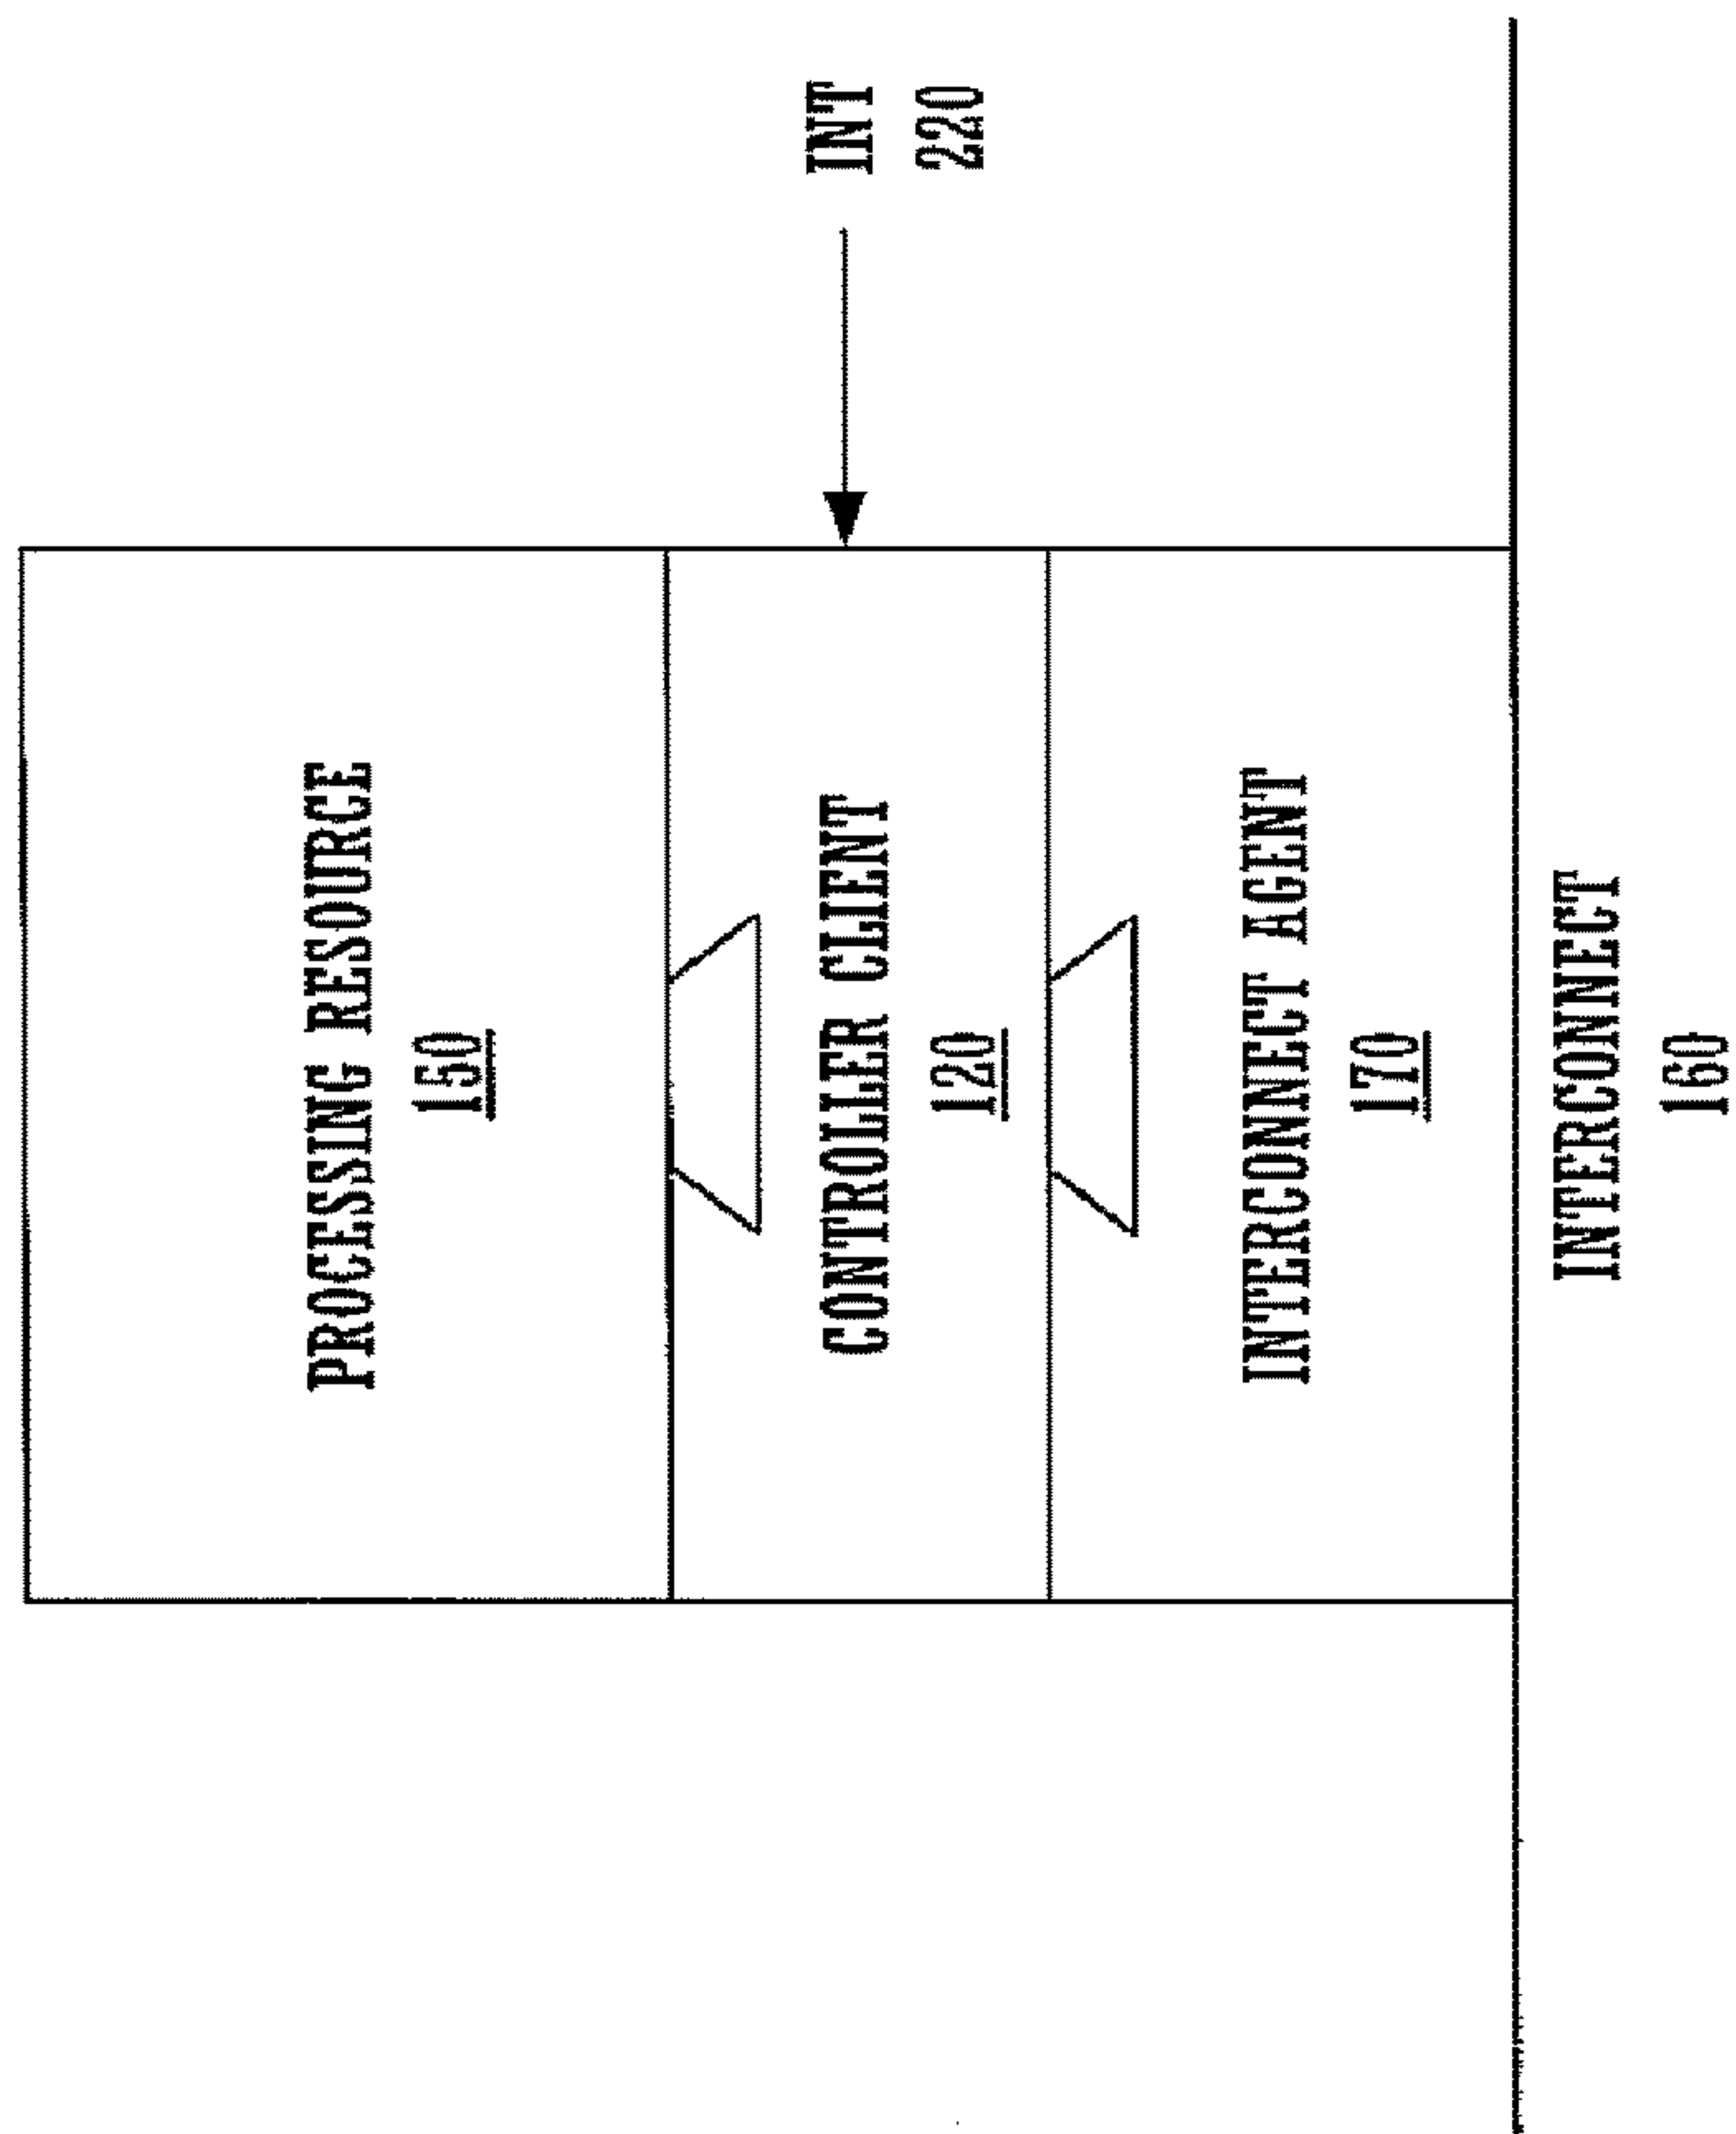 PROCESSING RESOURCE
150
CONTROLLER CLIENT
120
INT
220
INTERCONNECT AGENT
170
INTERCONNECT
160